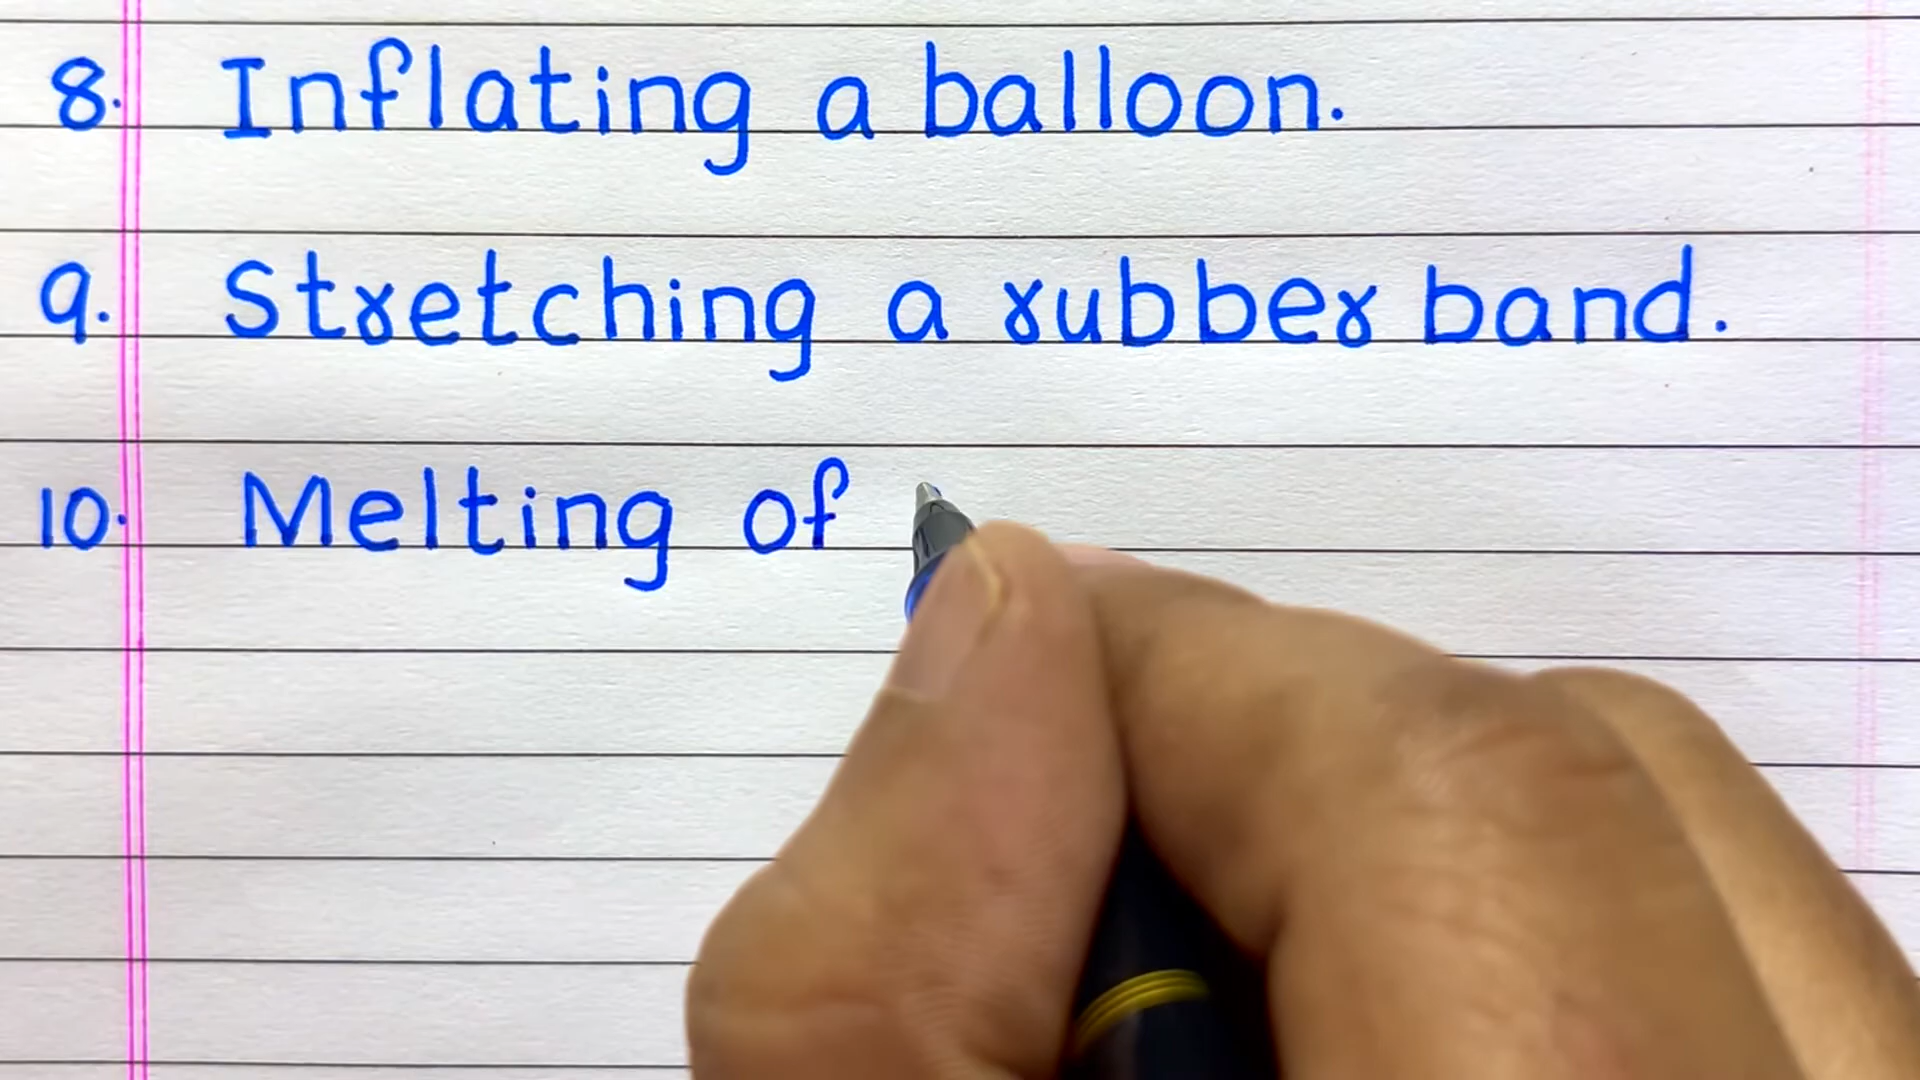 8. Inflating a balloon.
9. Stretching a rubber band.
10. Melting of